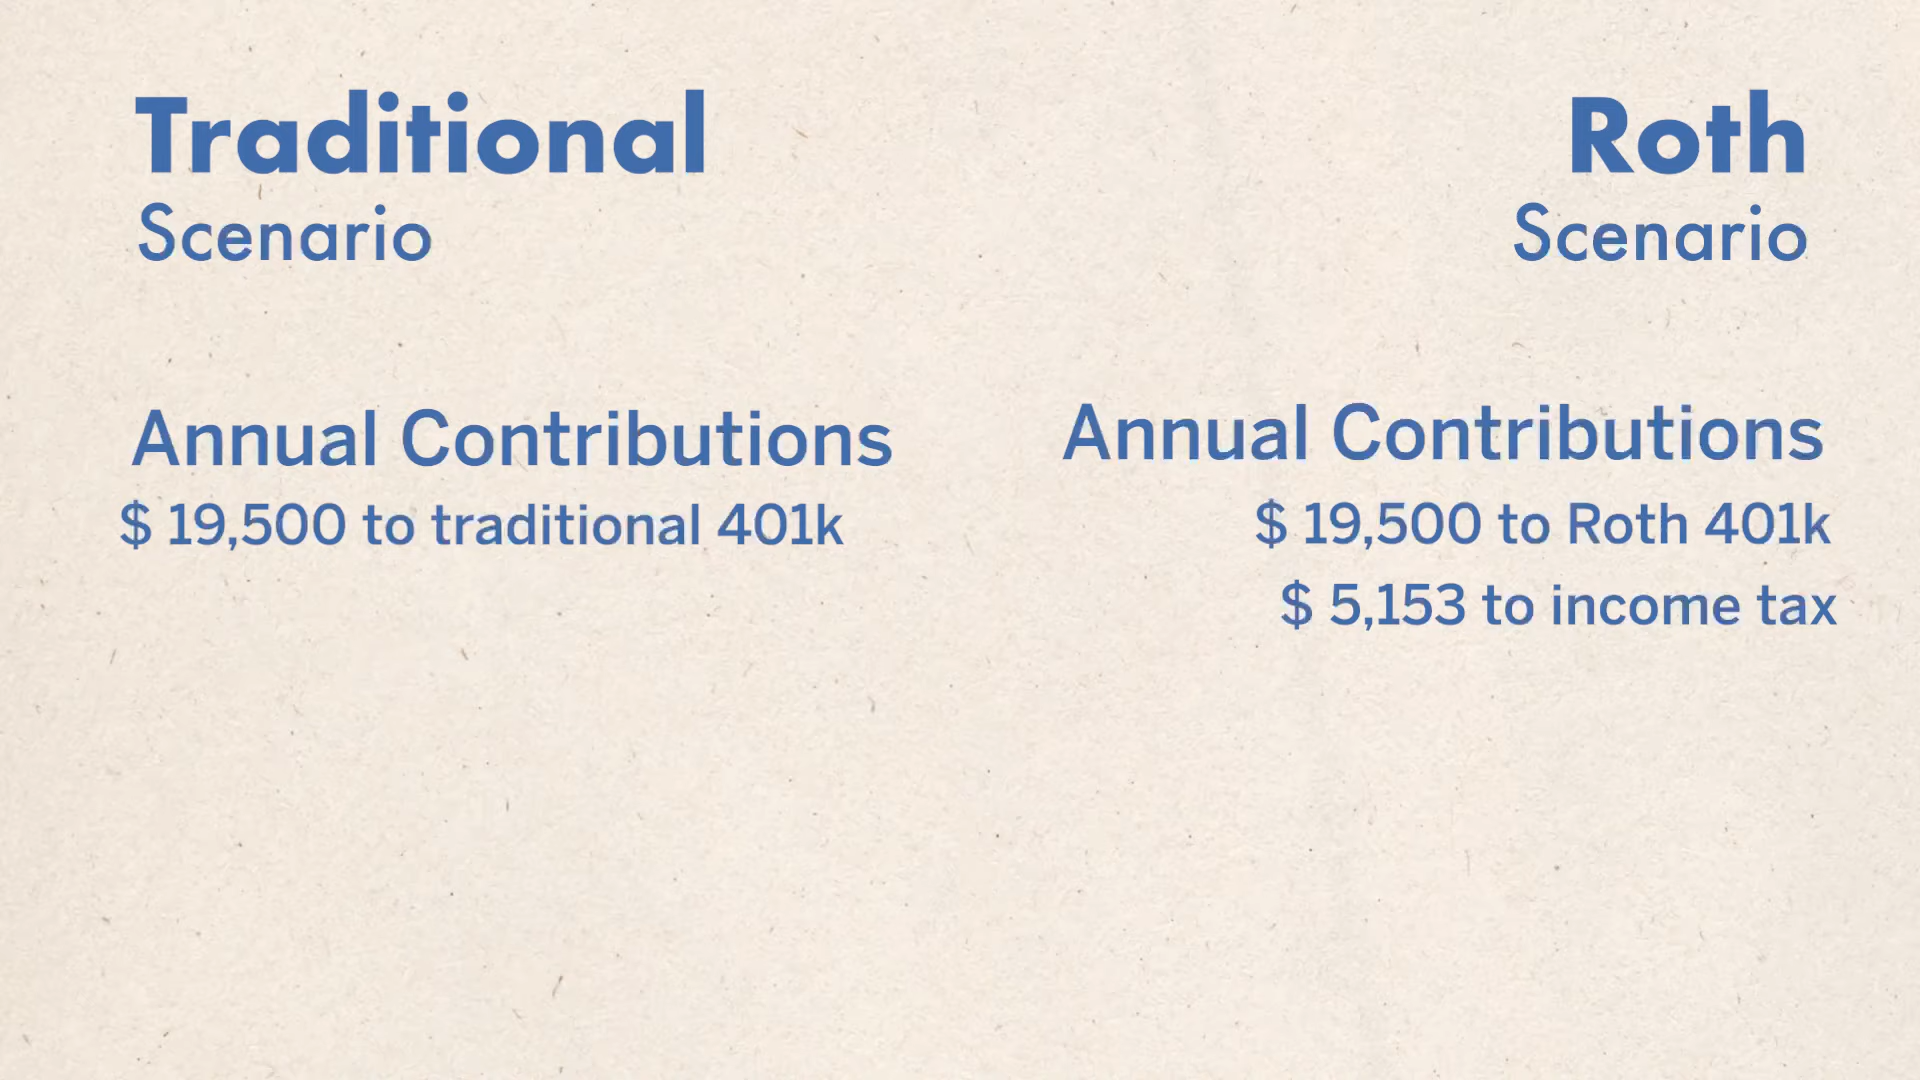 Traditional
Scenario
Annual Contributions
$ 19,500 to traditional 401k
Roth
Scenario
Annual Contributions
$ 19,500 to Roth 401k
$ 5,153 to income tax